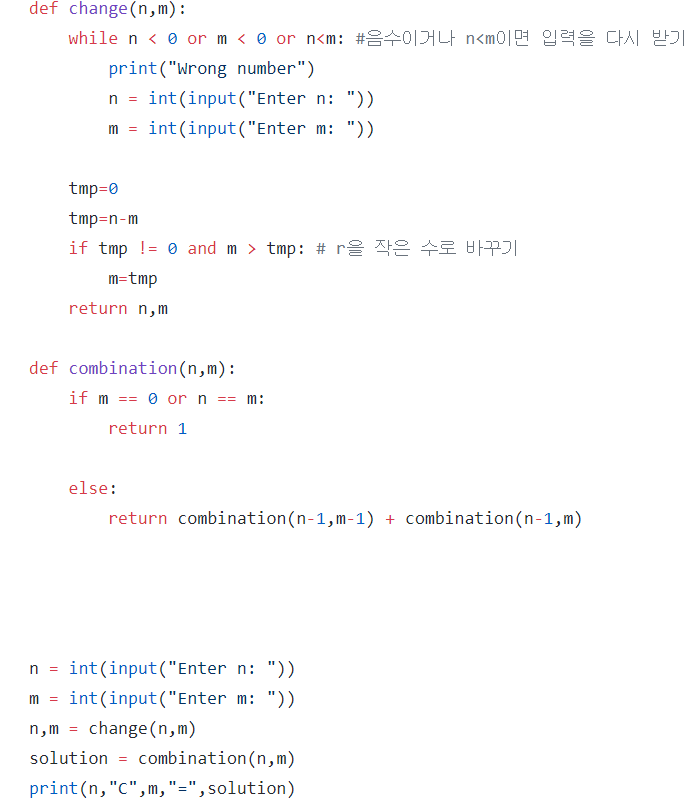 def change(n,m):
    while n < 0 or m < 0 or n<m: #음수이거나 n<m이면 입력을 다시 받기
        print("Wrong number")
        n = int(input("Enter n: "))
        m = int(input("Enter m: "))
    tmp=0
    tmp=n-m
    if tmp != 0 and m > tmp: # r을 작은 수로 바꾸기
        m=tmp
    return n,m
def combination(n,m):
    if m == 0 or n == m:
        return 1
    else:
        return combination(n-1,m-1) + combination(n-1,m)
n = int(input("Enter n: "))
m = int(input("Enter m: "))
n,m = change(n,m)
solution = combination(n,m)
print(n,"C",m,"=",solution)